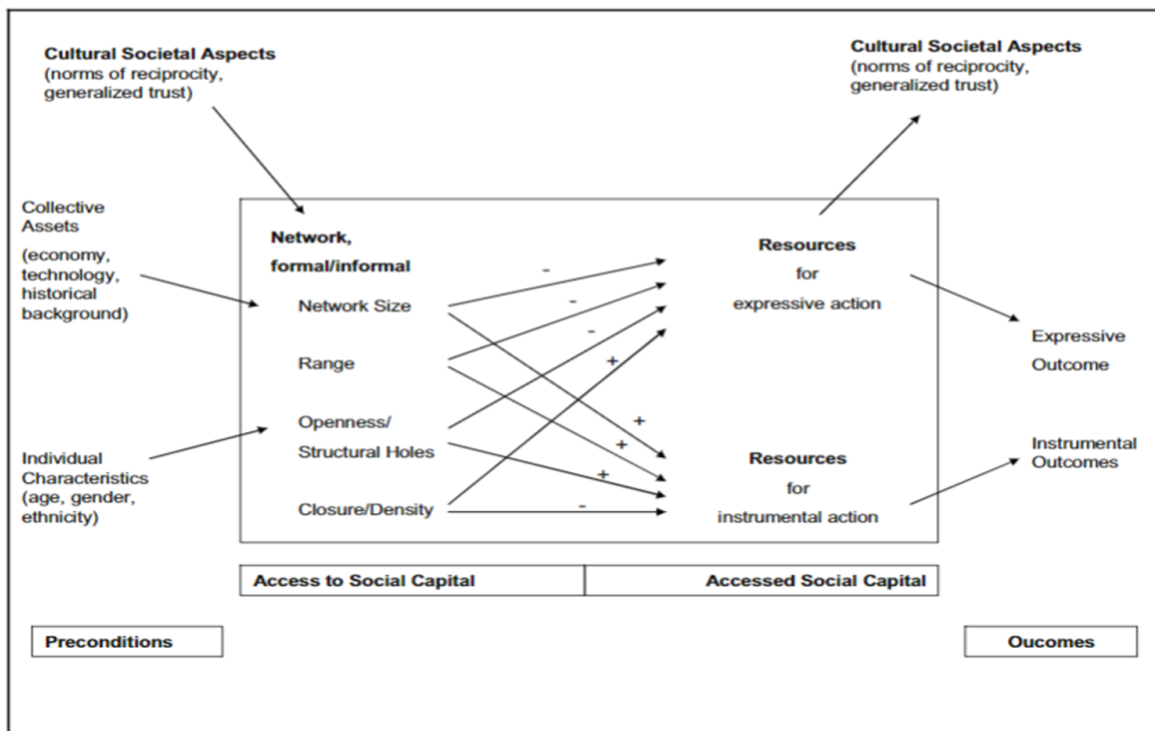 Cultural Societal Aspects
(norms of reciprocity,
generalized trust)
Cultural Societal Aspects
(norms of reciprocity,
generalized trust)
Collective
Assets
(economy,
technology,
historical
background)
Individual
Characteristics
(age, gender,
ethnicity)
Network,
formal/informal
Network Size
Range
Openness/
Structural Holes
Closure/Density
-
-
-
+
+
+
+
-
Resources
for
expressive action
Resources
for
instrumental action
Expressive
Outcome
Instrumental
Outcomes
Access to Social Capital
Accessed Social Capital
Preconditions
Oucomes